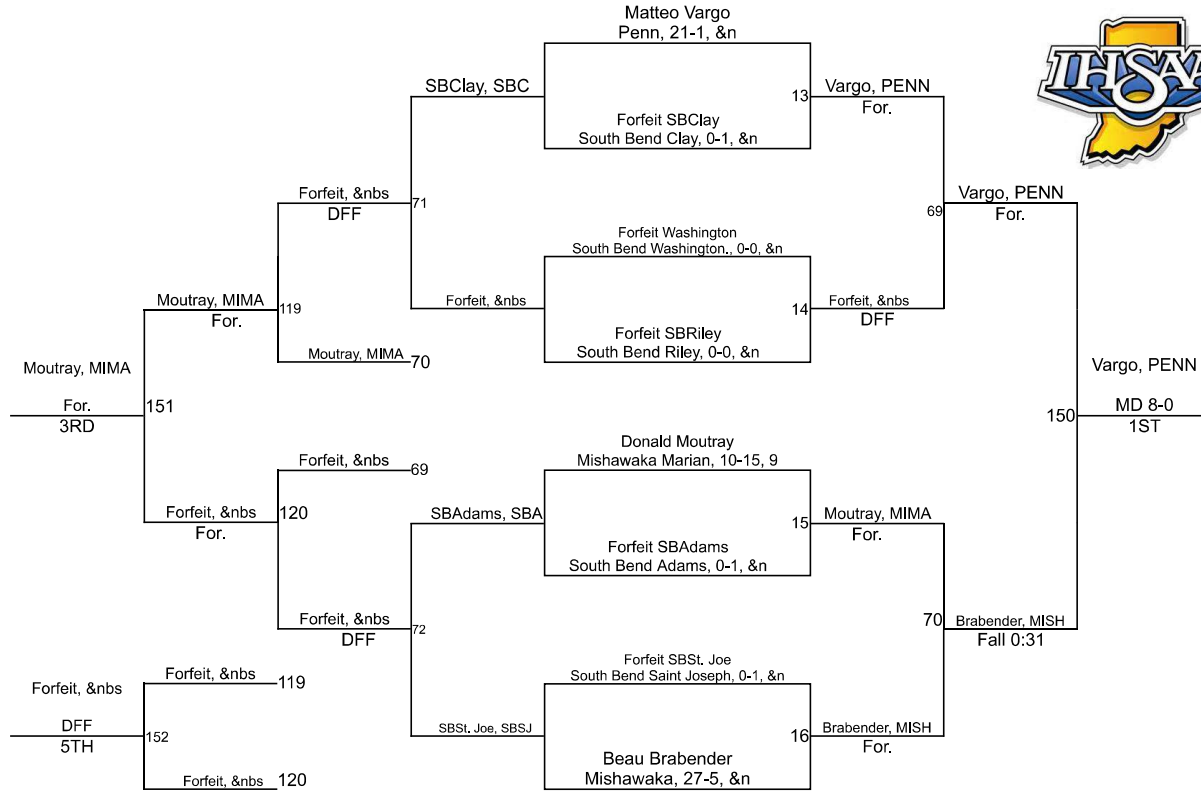 Matteo Vargo
Penn, 21-1, &n
IHSAA
SBClay, SBC
13
Vargo, PENN
For.
Forfeit SBClay
South Bend Clay, 0-1, &n
Forfeit, &nbs
DFF
71
Vargo, PENN
For.
69
Forfeit Washington
South Bend Washington., 0-0, &n
Moutray, MIMA
For.
119
Forfeit, &nbs
14
Forfeit, &nbs
DFF
Forfeit SBRiley
South Bend Riley, 0-0, &n
Moutray, MIMA
70
Moutray, MIMA
For.
3RD
151
Vargo, PENN
MD 8-0
1ST
150
Donald Moutray
Mishawaka Marian, 10-15, 9
Forfeit, &nbs
69
Forfeit, &nbs
For.
120
SBAdams, SBA
15
Moutray, MIMA
For.
Forfeit SBAdams
South Bend Adams, 0-1, &n
Forfeit, &nbs
DFF
72
70
Brabender, MISH
Fall 0:31
Forfeit SBSt. Joe
South Bend Saint Joseph, 0-1, &n
Forfeit, &nbs
119
Forfeit, &nbs
DFF
5TH
152
SBSt. Joe, SBSJ
16
Brabender, MISH
For.
Beau Brabender
Mishawaka, 27-5, &n
Forfeit, &nbs
120